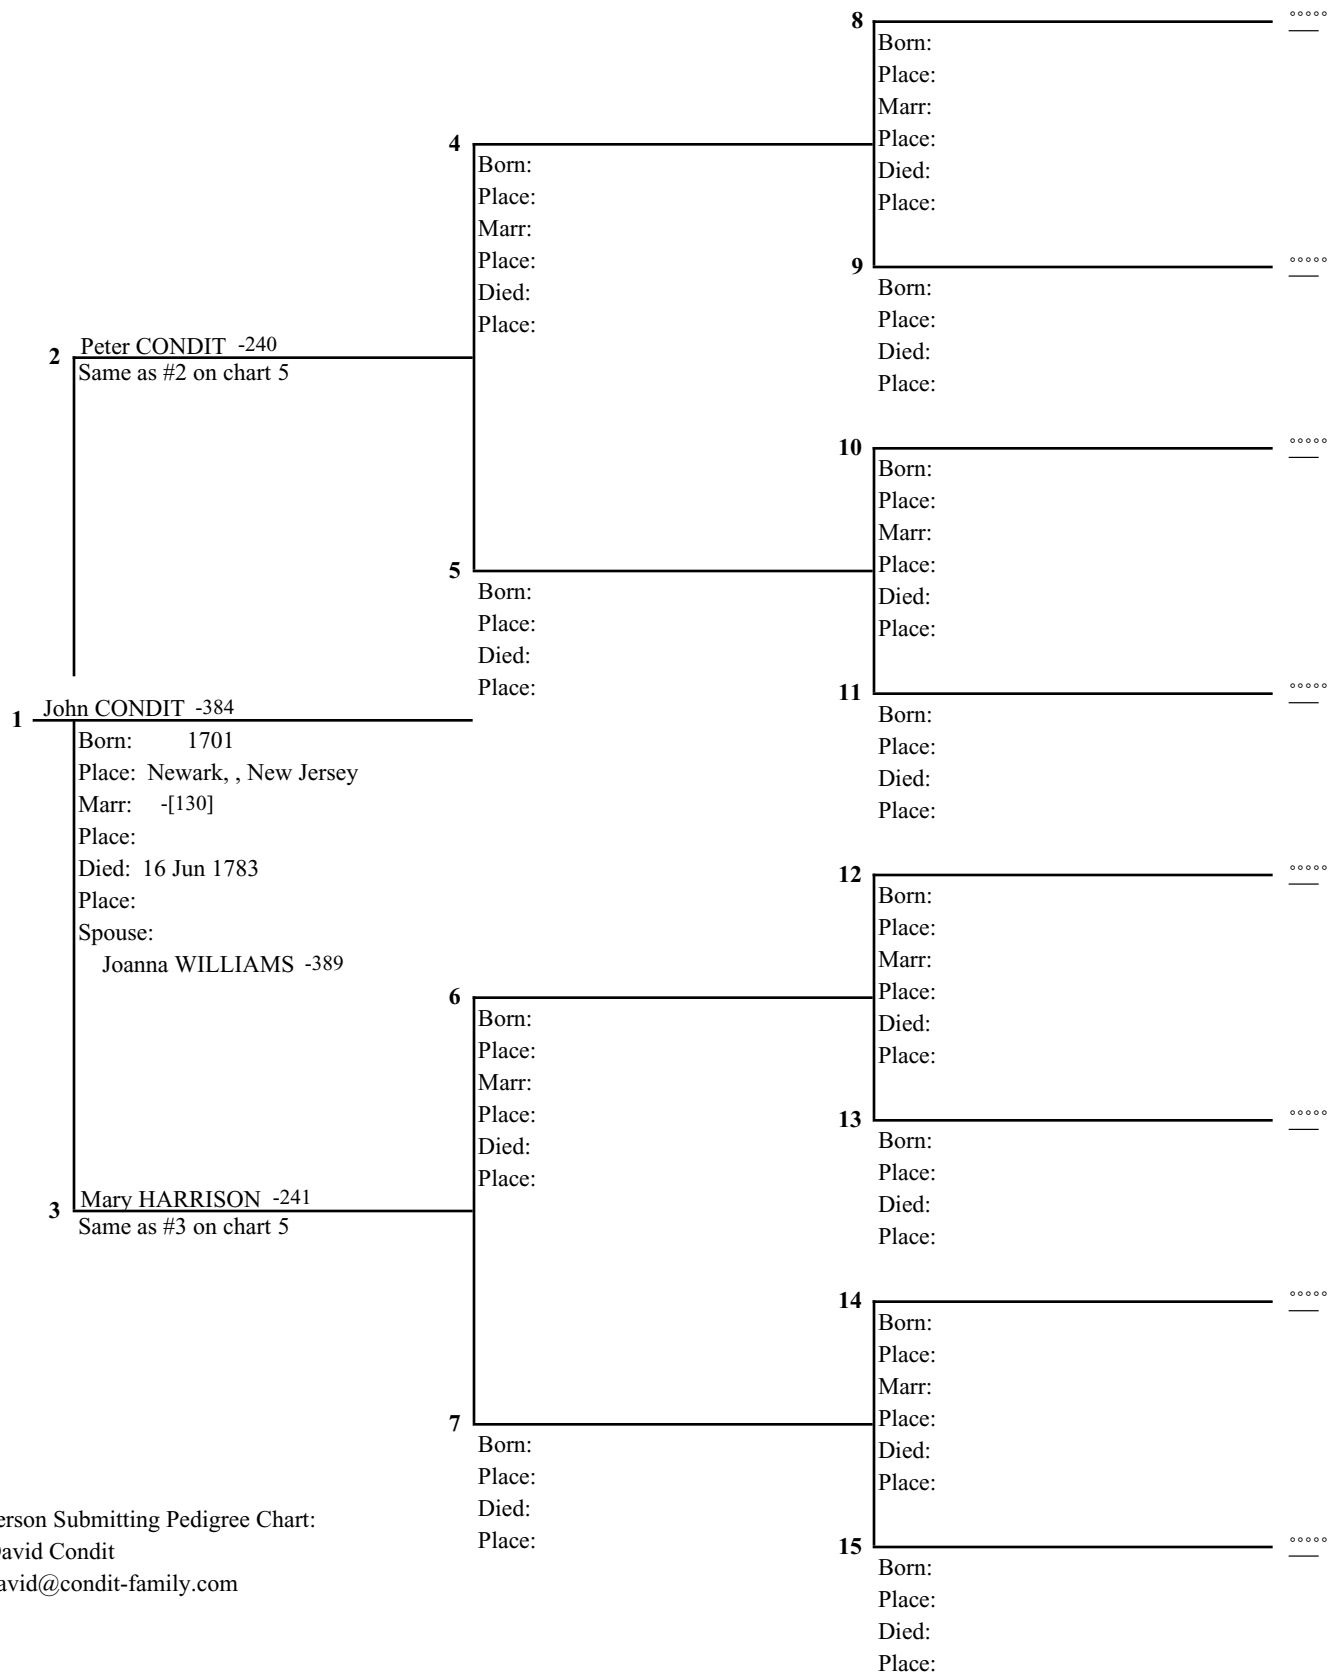 8
°°°°°
Born:
Place:
Marr:
Place:
Died:
Place:
4
Born:
Place:
Marr:
Place:
Died:
Place:
9
°°°°°
Born:
Place:
Died:
Place:
2 Peter CONDIT -240
Same as #2 on chart 5
10
°°°°°
Born:
Place:
Marr:
Place:
Died:
Place:
5
Born:
Place:
Died:
Place:
11
°°°°°
Born:
Place:
Died:
Place:
1 John CONDIT -384
Born: 1701
Place: Newark, , New Jersey
Marr: -[130]
Place:
Died: 16 Jun 1783
Place:
Spouse:
Joanna WILLIAMS -389
12
°°°°°
Born:
Place:
Marr:
Place:
Died:
Place:
6
Born:
Place:
Marr:
Place:
Died:
Place:
13
°°°°°
Born:
Place:
Died:
Place:
3 Mary HARRISON -241
Same as #3 on chart 5
14
°°°°°
Born:
Place:
Marr:
Place:
Died:
Place:
7
Born:
Place:
Died:
Place:
15
°°°°°
Born:
Place:
Died:
Place:
erson Submitting Pedigree Chart:
David Condit
avid@condit-family.com